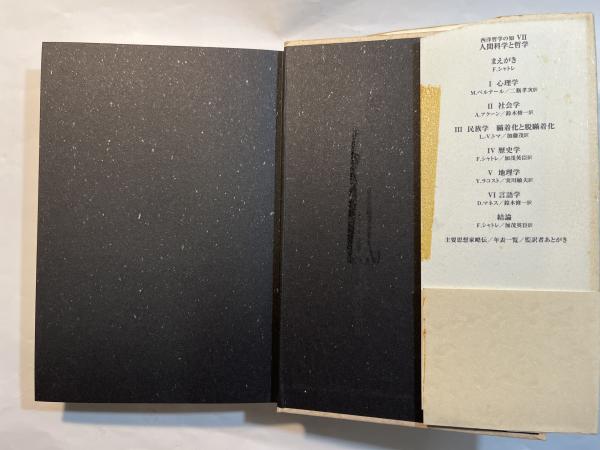 西洋哲学の知 VII
人間科学と哲学
まえがき
F.シャトレ
I 心理学
M.ベルナール/二瓶孝次訳
II 社会学
A.アクーン/鈴木修一訳
III 民族学 瞞着化と脱瞞着化
L.-V.トマ/加藤茂訳
IV 歴史学
F.シャトレ/加茂英臣訳
V 地理学
Y.ラコスト/宮川敏夫訳
VI 言語学
D.マネス/鈴木修一訳
結論
F.シャトレ/加茂英臣訳
主要思想家略伝/年表一覧/監訳者あとがき